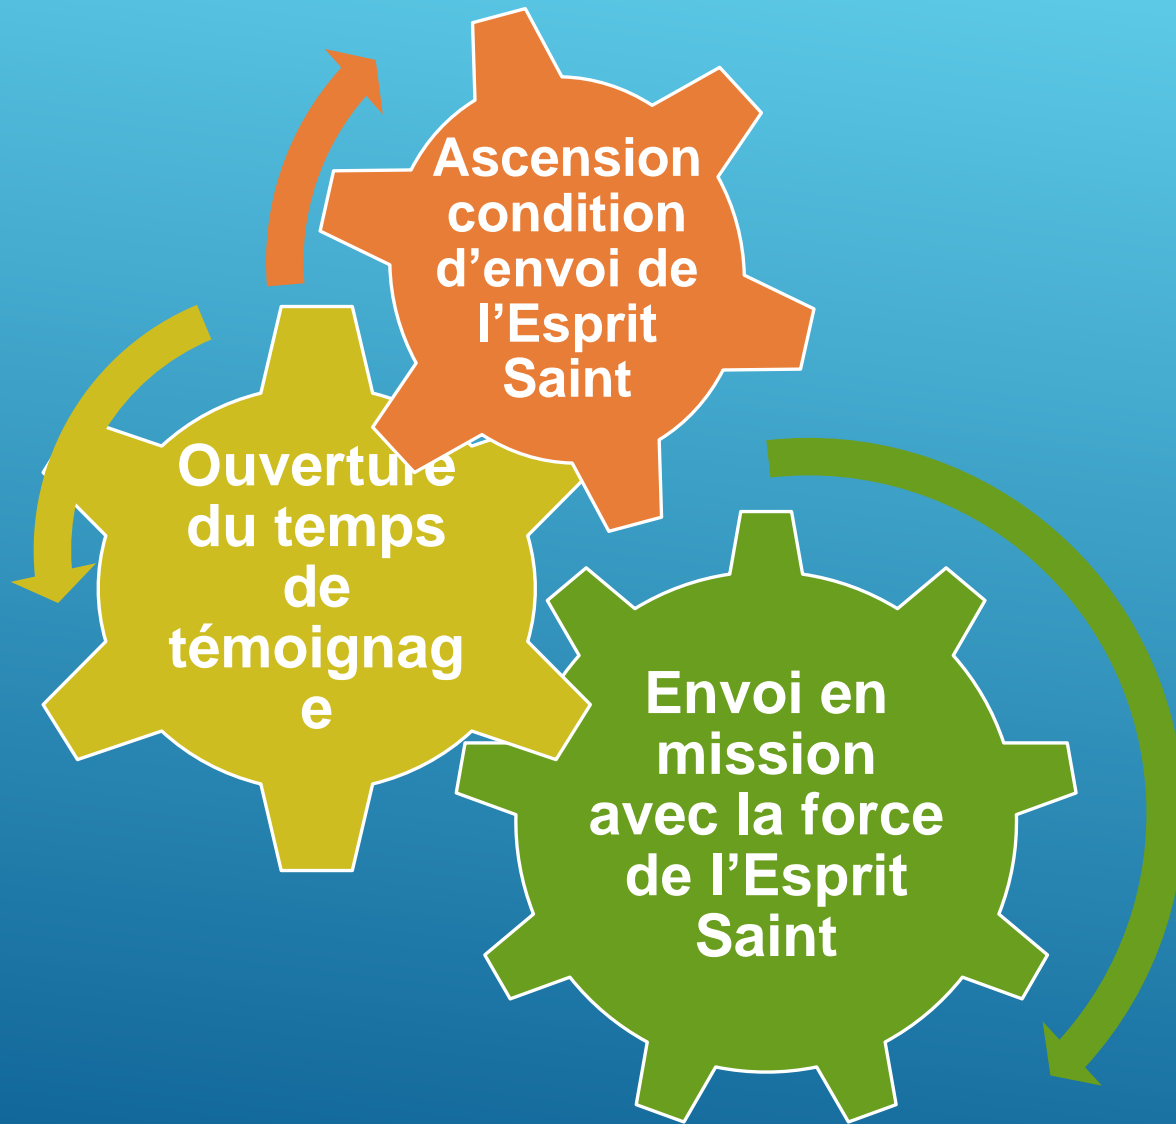 Ascension
condition
d’envoi de
l’Esprit
Saint
Ouverture
du temps
de
témoignag
e
Envoi en
mission
avec la force
de l’Esprit
Saint